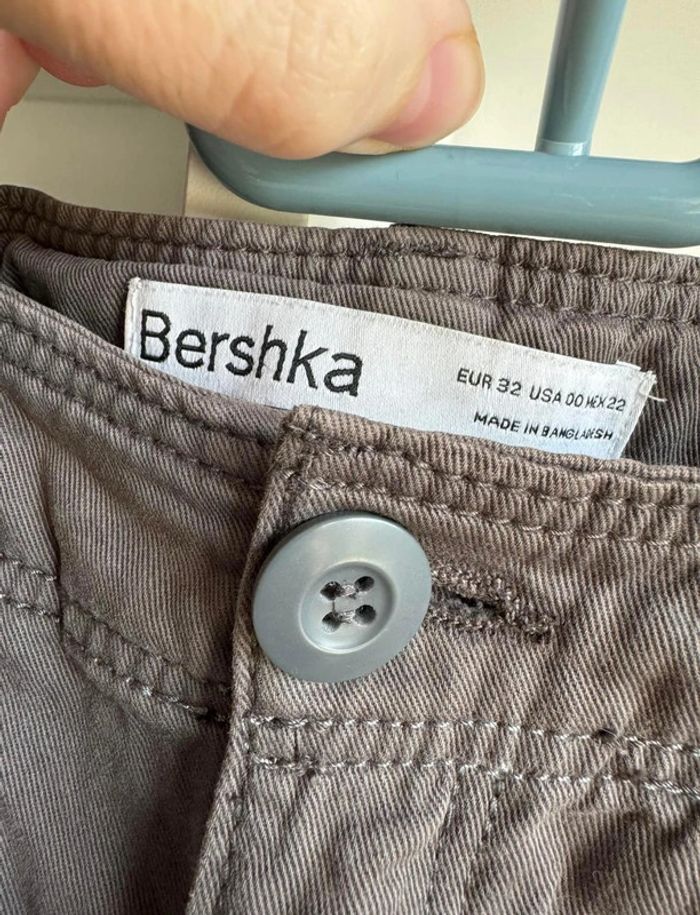 Bershka
EUR 32 USA 00 MEX 22
MADE IN BANGLADESH